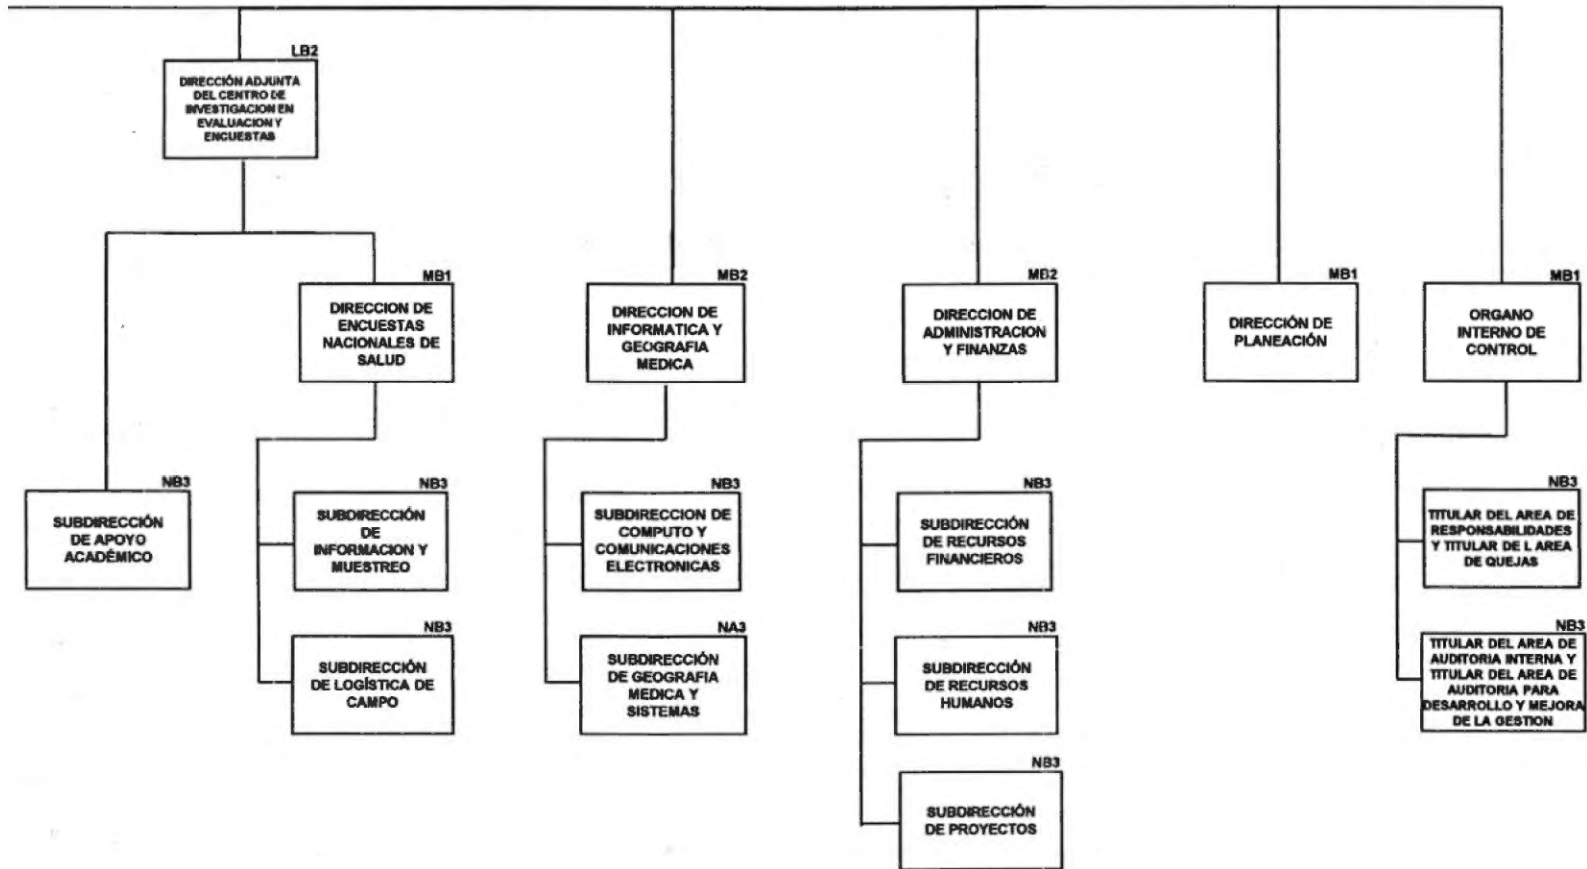 LB2
DIRECCIÓN ADJUNTA
DEL CENTRO DE
INVESTIGACION EN
EVALUACION Y
ENCUESTAS
MB1
DIRECCION DE
ENCUESTAS
NACIONALES DE
SALUD
MB2
DIRECCION DE
INFORMATICA Y
GEOGRAFIA
MEDICA
MB2
DIRECCION DE
ADMINISTRACION
Y FINANZAS
MB1
DIRECCIÓN DE
PLANEACIÓN
MB1
ORGANO
INTERNO DE
CONTROL
NB3
SUBDIRECCIÓN
DE APOYO
ACADÉMICO
NB3
SUBDIRECCIÓN
DE
INFORMACION Y
MUESTREO
NB3
SUBDIRECCION DE
COMPUTO Y
COMUNICACIONES
ELECTRONICAS
NB3
SUBDIRECCIÓN
DE RECURSOS
FINANCIEROS
NB3
TITULAR DEL AREA DE
RESPONSABILIDADES
Y TITULAR DE L AREA
DE QUEJAS
NB3
SUBDIRECCIÓN
DE LOGÍSTICA DE
CAMPO
NA3
SUBDIRECCIÓN
DE GEOGRAFIA
MEDICA Y
SISTEMAS
NB3
SUBDIRECCIÓN
DE RECURSOS
HUMANOS
NB3
TITULAR DEL AREA DE
AUDITORIA INTERNA Y
TITULAR DEL AREA DE
AUDITORIA PARA
DESARROLLO Y MEJORA
DE LA GESTION
NB3
SUBDIRECCIÓN
DE PROYECTOS